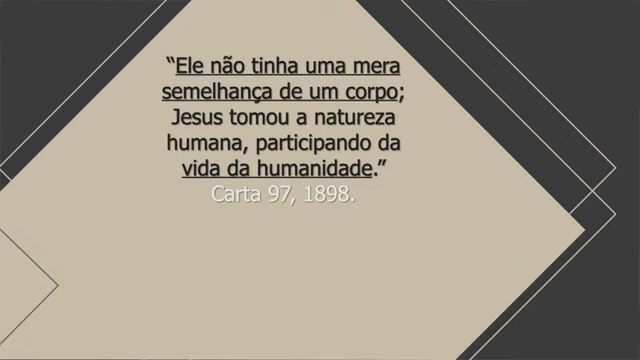 “Ele não tinha uma mera
semelhança de um corpo;
Jesus tomou a natureza
humana, participando da
vida da humanidade.”
Carta 97, 1898.